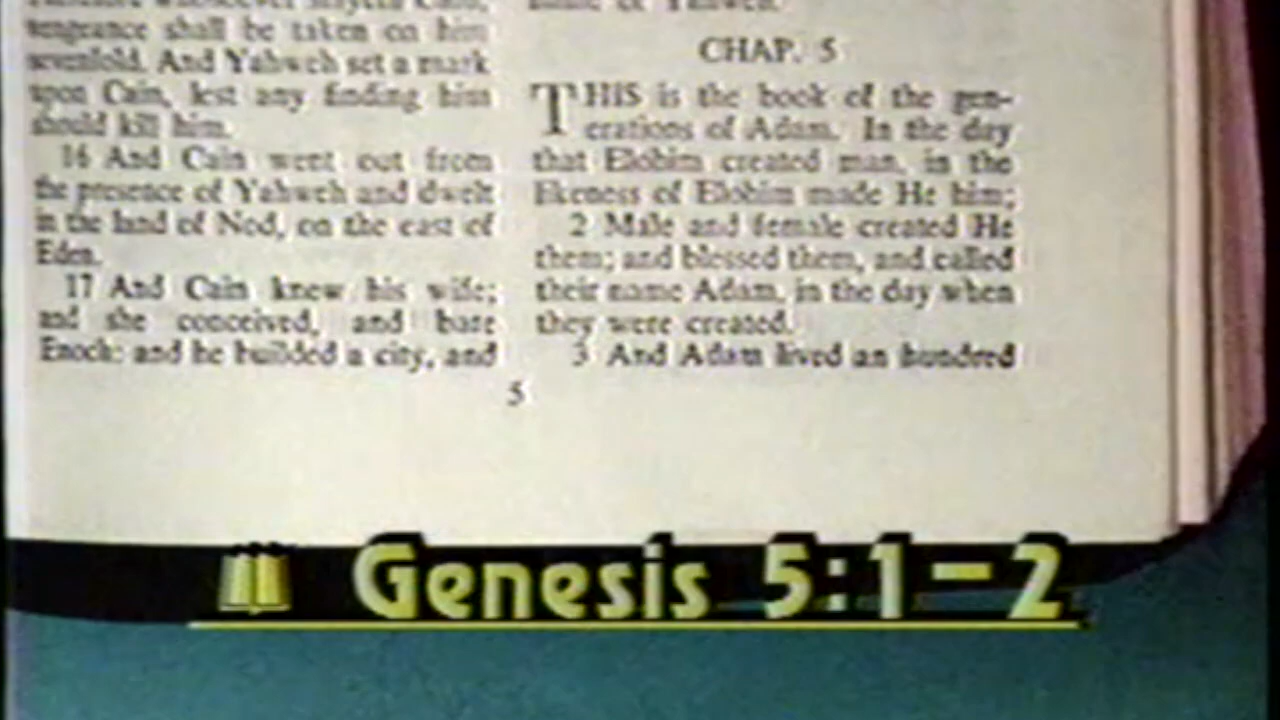 vengeance shall be taken on him
sevenfold. And Yahweh set a mark
upon Cain, lest any finding him
should kill him.
16 And Cain went out from
the presence of Yahweh and dwelt
in the land of Nod, on the east of
Eden.
17 And Cain knew his wife;
and she conceived, and bare
Enoch: and he builded a city, and
CHAP. 5
THIS is the book of the gen-
erations of Adam. In the day
that Elohim created man, in the
likeness of Elohim made He him;
2 Male and female created He
them; and blessed them, and called
their name Adam, in the day when
they were created.
3 And Adam lived an hundred
5
Genesis 5:1-2